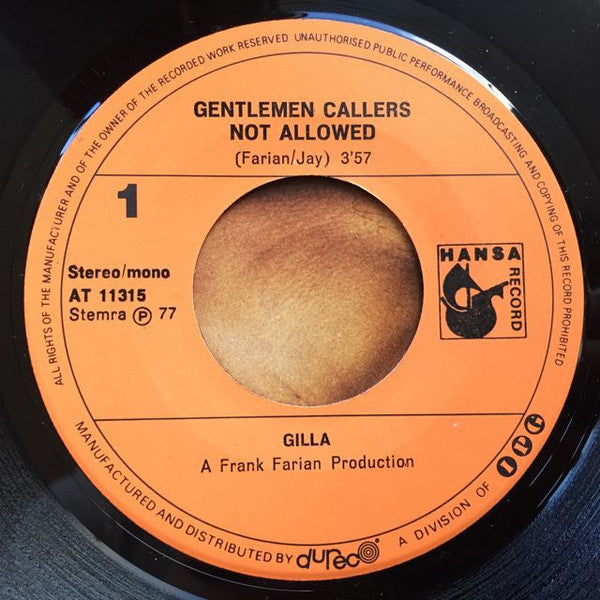 ALL RIGHTS OF THE MANUFACTURER AND OF THE OWNER OF THE RECORDED WORK RESERVED UNAUTHORISED PUBLIC PERFORMANCE BROADCASTING AND COPYING OF THIS RECORD PROHIBITED
GENTLEMEN CALLERS
NOT ALLOWED
(Farian/Jay) 3'57
1
Stereo/mono
AT 11315
Stemra Ⓟ 77
HANSA
RECORD
GILLA
A Frank Farian Production
MANUFACTURED AND DISTRIBUTED BY dureco A DIVISION OF